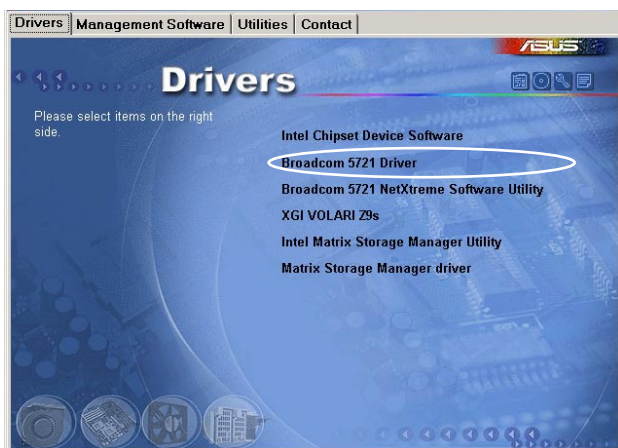 Drivers Management Software Utilities Contact
ASUS
Drivers
Please select items on the right
side.
Intel Chipset Device Software
Broadcom 5721 Driver
Broadcom 5721 NetXtreme Software Utility
XGI VOLARI Z9s
Intel Matrix Storage Manager Utility
Matrix Storage Manager driver